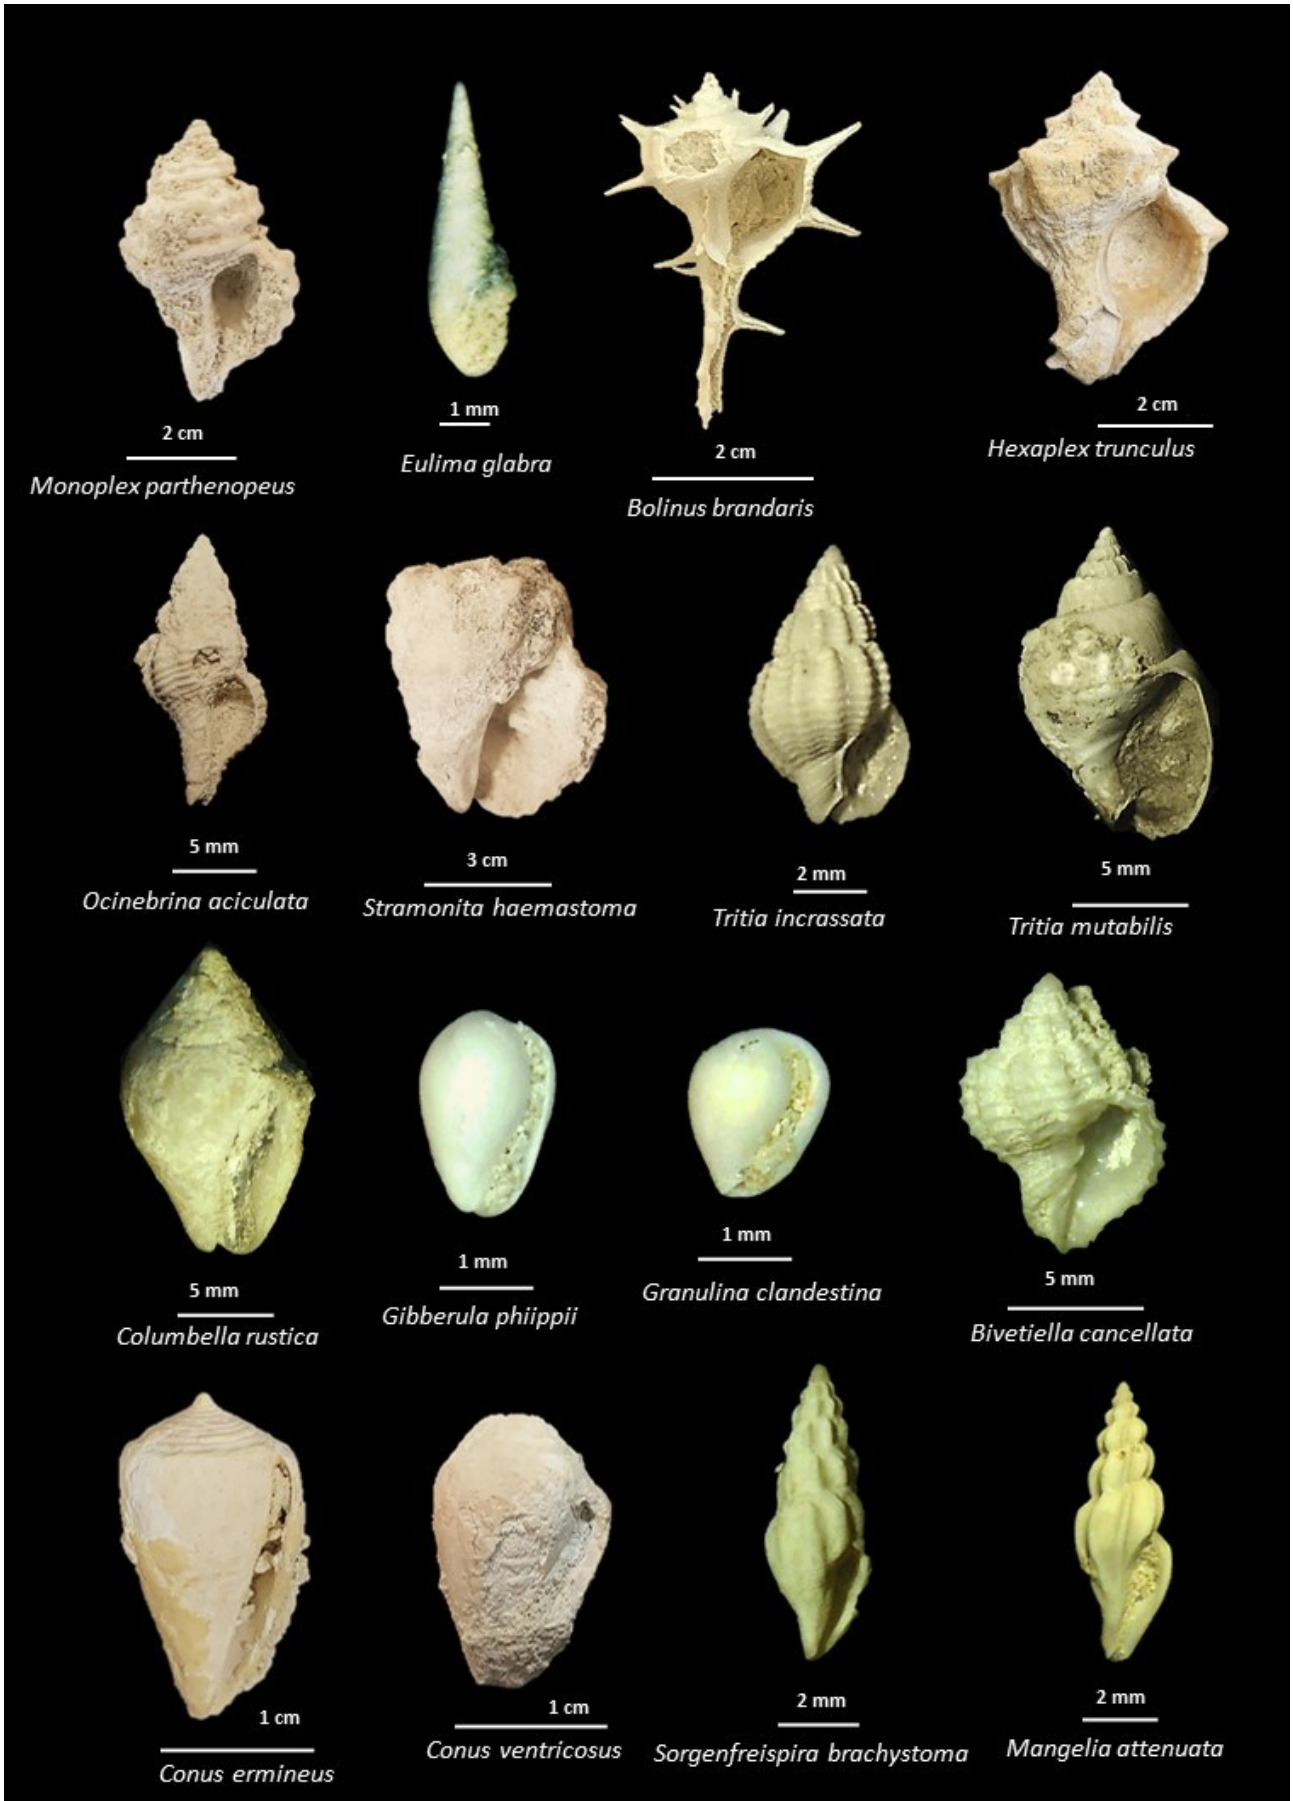 1 mm
2 cm
2 cm
2 cm
Eulima glabra
Hexaplex trunculus
Monoplex parthenopeus
Bolinus brandaris
5 mm
3 cm
2 mm
5 mm
Ocinebrina aciculata
Stramonita haemastoma
Tritia incrassata
Tritia mutabilis
5 mm
1 mm
1 mm
5 mm
Columbella rustica
Gibberula phiippii
Granulina clandestina
Bivetiella cancellata
1 cm
1 cm
2 mm
2 mm
Conus ermineus
Conus ventricosus
Sorgenfreispira brachystoma
Mangelia attenuata